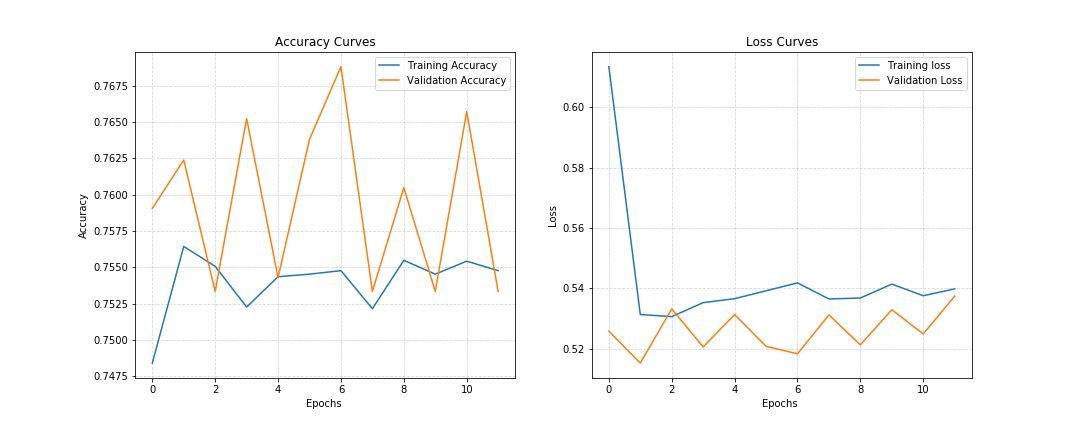 Accuracy Curves
Training Accuracy
Validation Accuracy
0.7675
0.7650
0.7625
0.7600
0.7575
0.7550
0.7525
0.7500
0.7475
Accuracy
0 2 4 6 8 10
Epochs
Loss Curves
Training loss
Validation Loss
0.60
0.58
0.56
0.54
0.52
Loss
0 2 4 6 8 10
Epochs